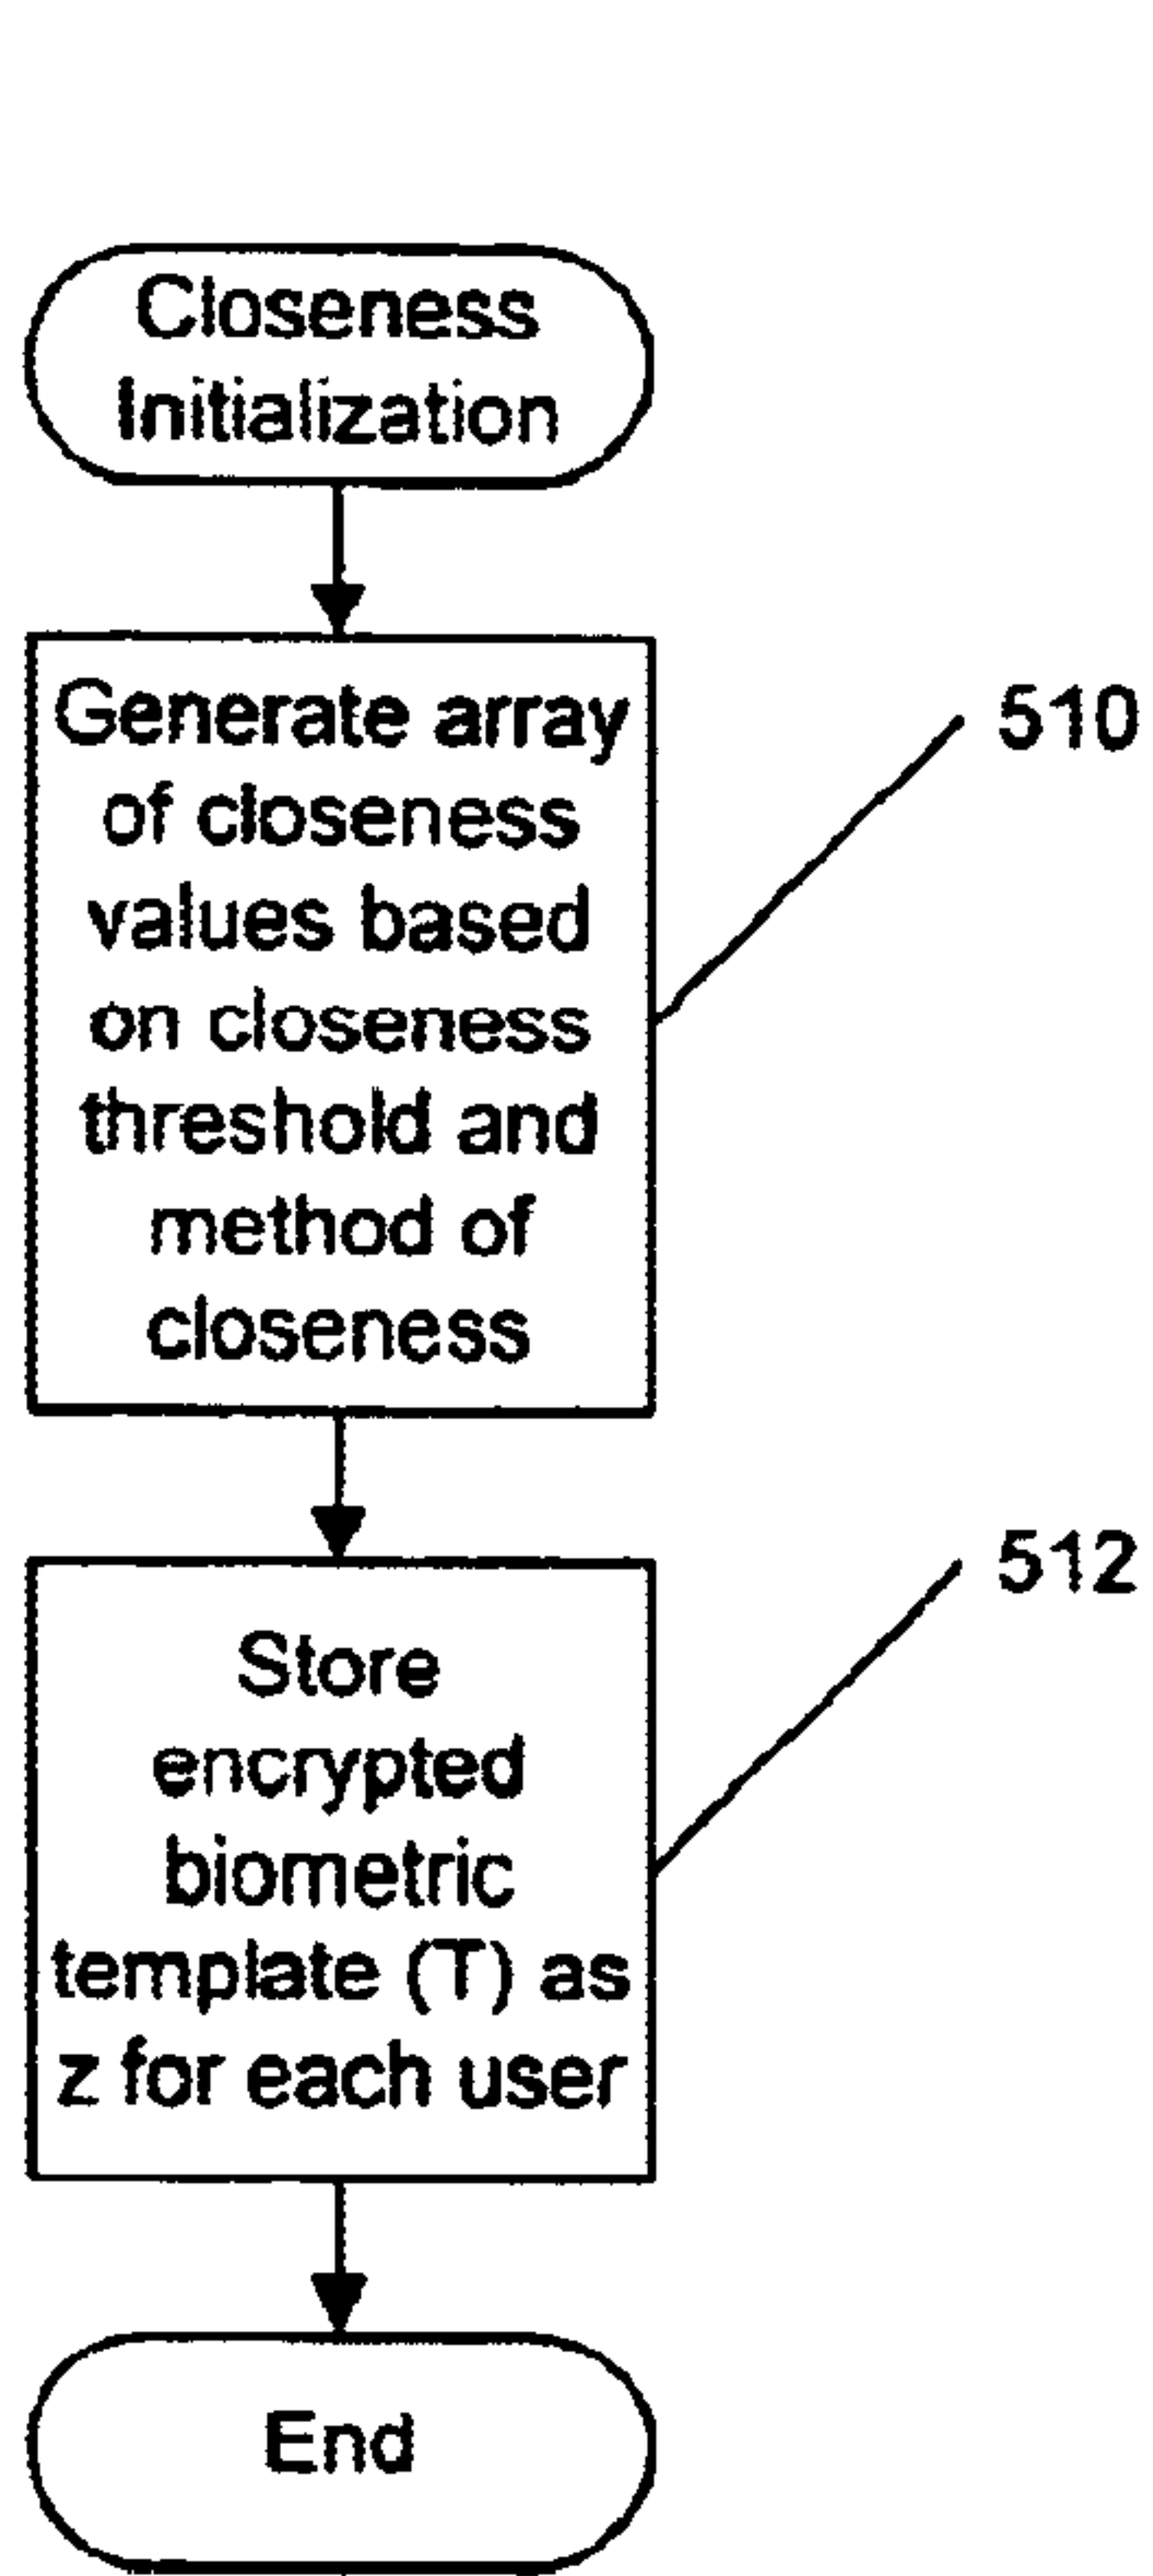 Closeness
Initialization
Generate array
of closeness
values based
on closeness
threshold and
method of
closeness
510
Store
encrypted
biometric
template (T) as
z for each user
512
End